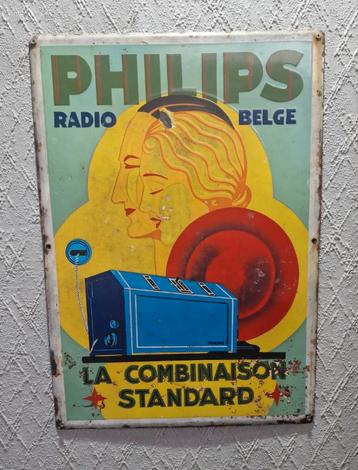 PHILIPS
RADIO BELGE
LA COMBINAISON
STANDARD